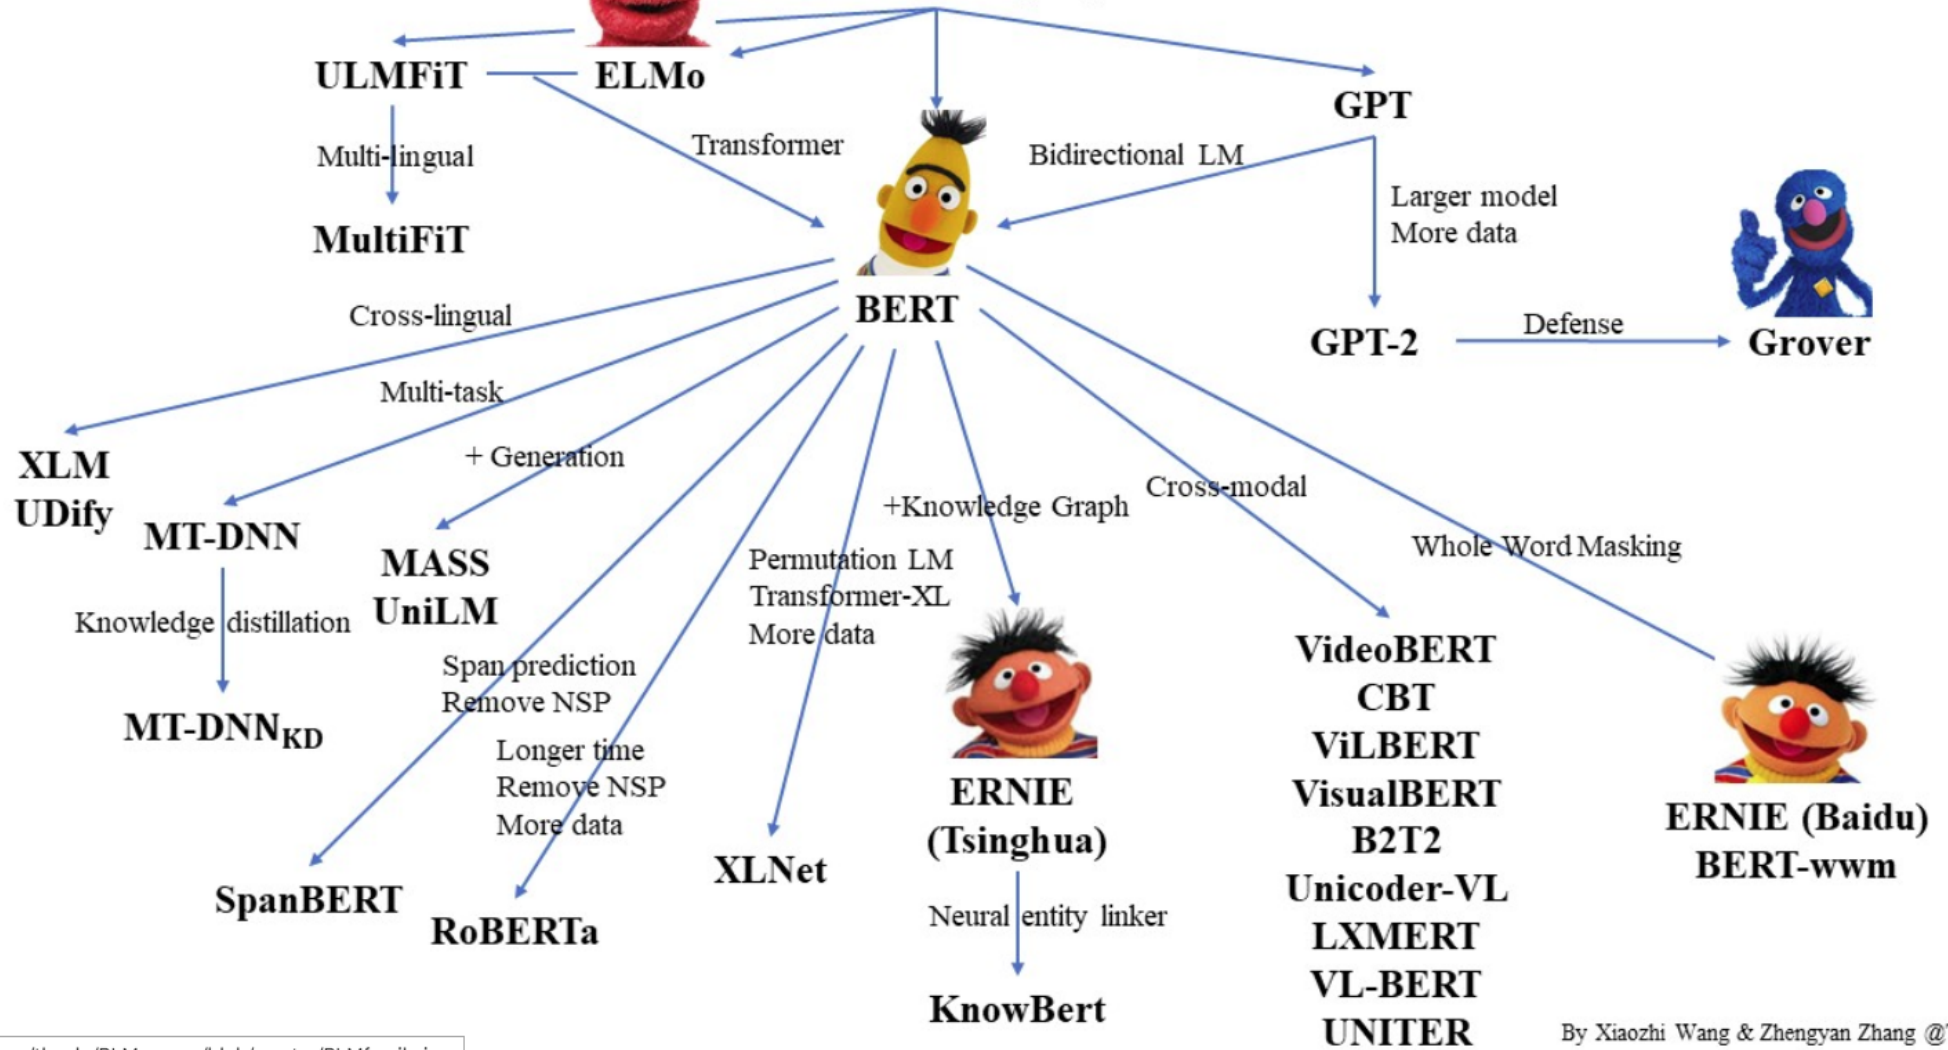 ULMFiT
ELMo
GPT
Multi-lingual
Transformer
Bidirectional LM
Larger model
More data
MultiFiT
BERT
Cross-lingual
GPT-2
Defense
Grover
Multi-task
+ Generation
XLM
UDify
MT-DNN
MASS
UniLM
+Knowledge Graph
Cross-modal
Whole Word Masking
Permutation LM
Transformer-XL
More data
Knowledge distillation
Span prediction
Remove NSP
MT-DNNKD
Longer time
Remove NSP
More data
SpanBERT
RoBERTa
XLNet
ERNIE
(Tsinghua)
Neural entity linker
KnowBert
VideoBERT
CBT
ViLBERT
VisualBERT
B2T2
Unicoder-VL
LXMERT
VL-BERT
UNITER
ERNIE (Baidu)
BERT-wwm
By Xiaozhi Wang & Zhengyan Zhang @